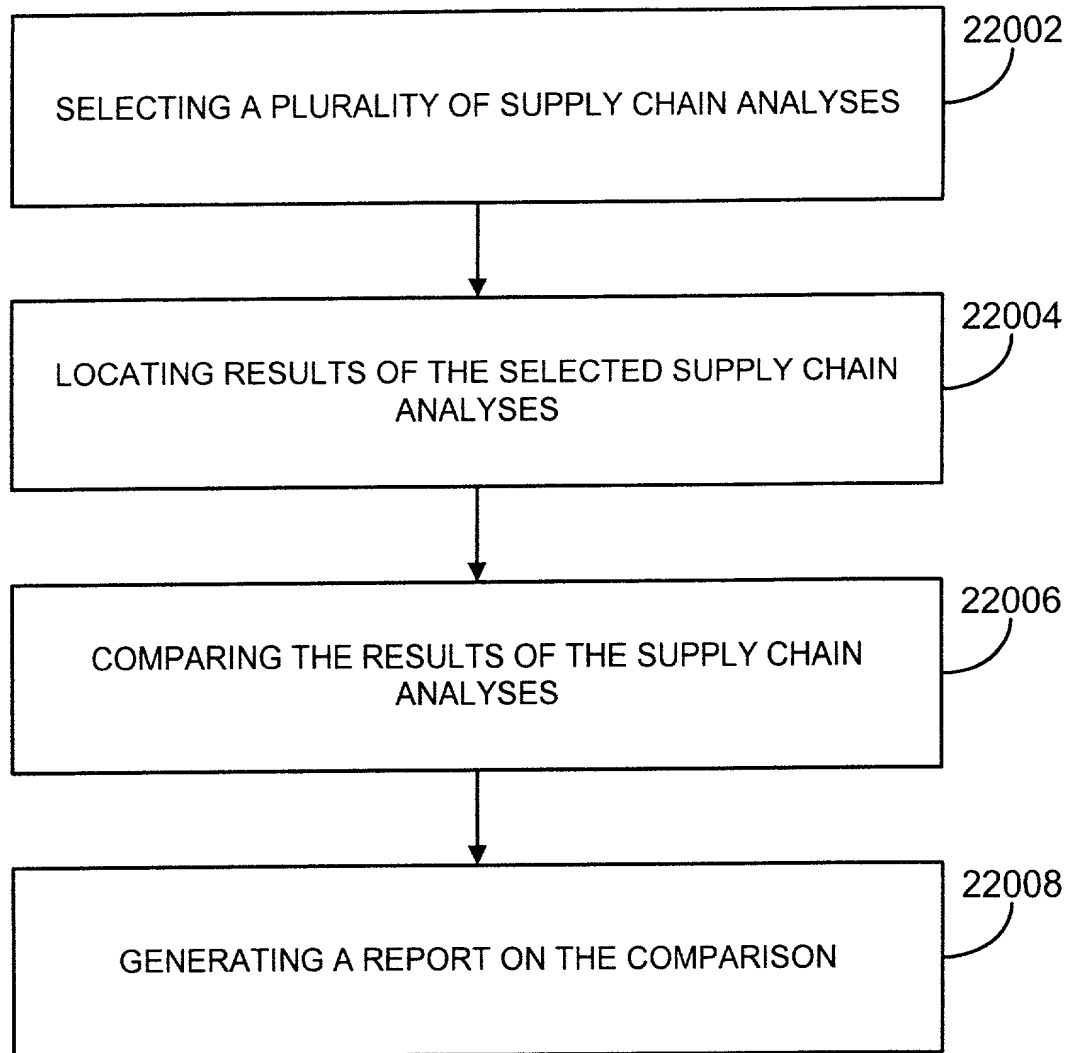 22002
SELECTING A PLURALITY OF SUPPLY CHAIN ANALYSES
22004
LOCATING RESULTS OF THE SELECTED SUPPLY CHAIN
ANALYSES
22006
COMPARING THE RESULTS OF THE SUPPLY CHAIN
ANALYSES
22008
GENERATING A REPORT ON THE COMPARISON